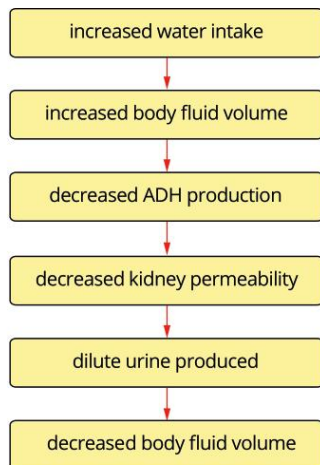 increased water intake
increased body fluid volume
decreased ADH production
decreased kidney permeability
dilute urine produced
decreased body fluid volume